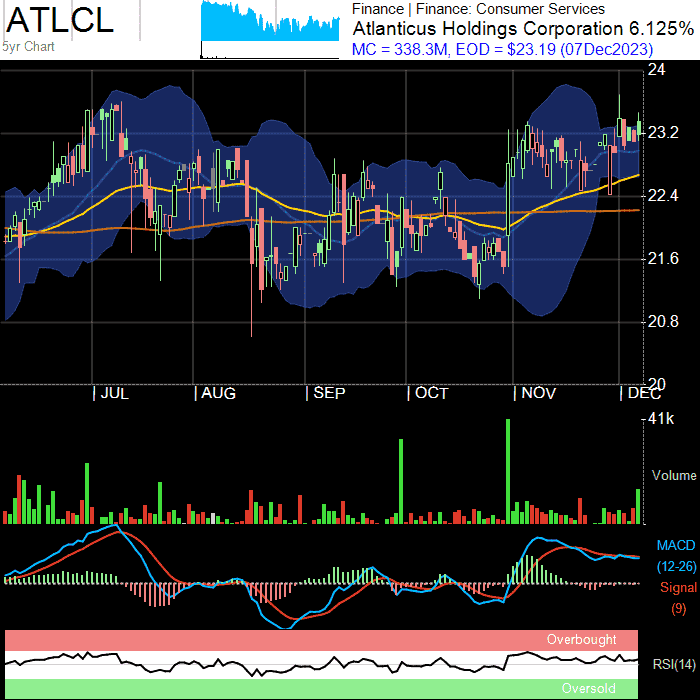 ATLCL
5yr Chart
Finance | Finance: Consumer Services
Atlanticus Holdings Corporation 6.125%
MC = 338.3M, EOD = $23.19 (07Dec2023)
24
23.2
22.4
21.6
20.8
20
| JUL
| AUG
| SEP
| OCT
| NOV
| DEC
41k
Volume
MACD
(12-26)
Signal
(9)
Overbought
RSI(14)
Oversold